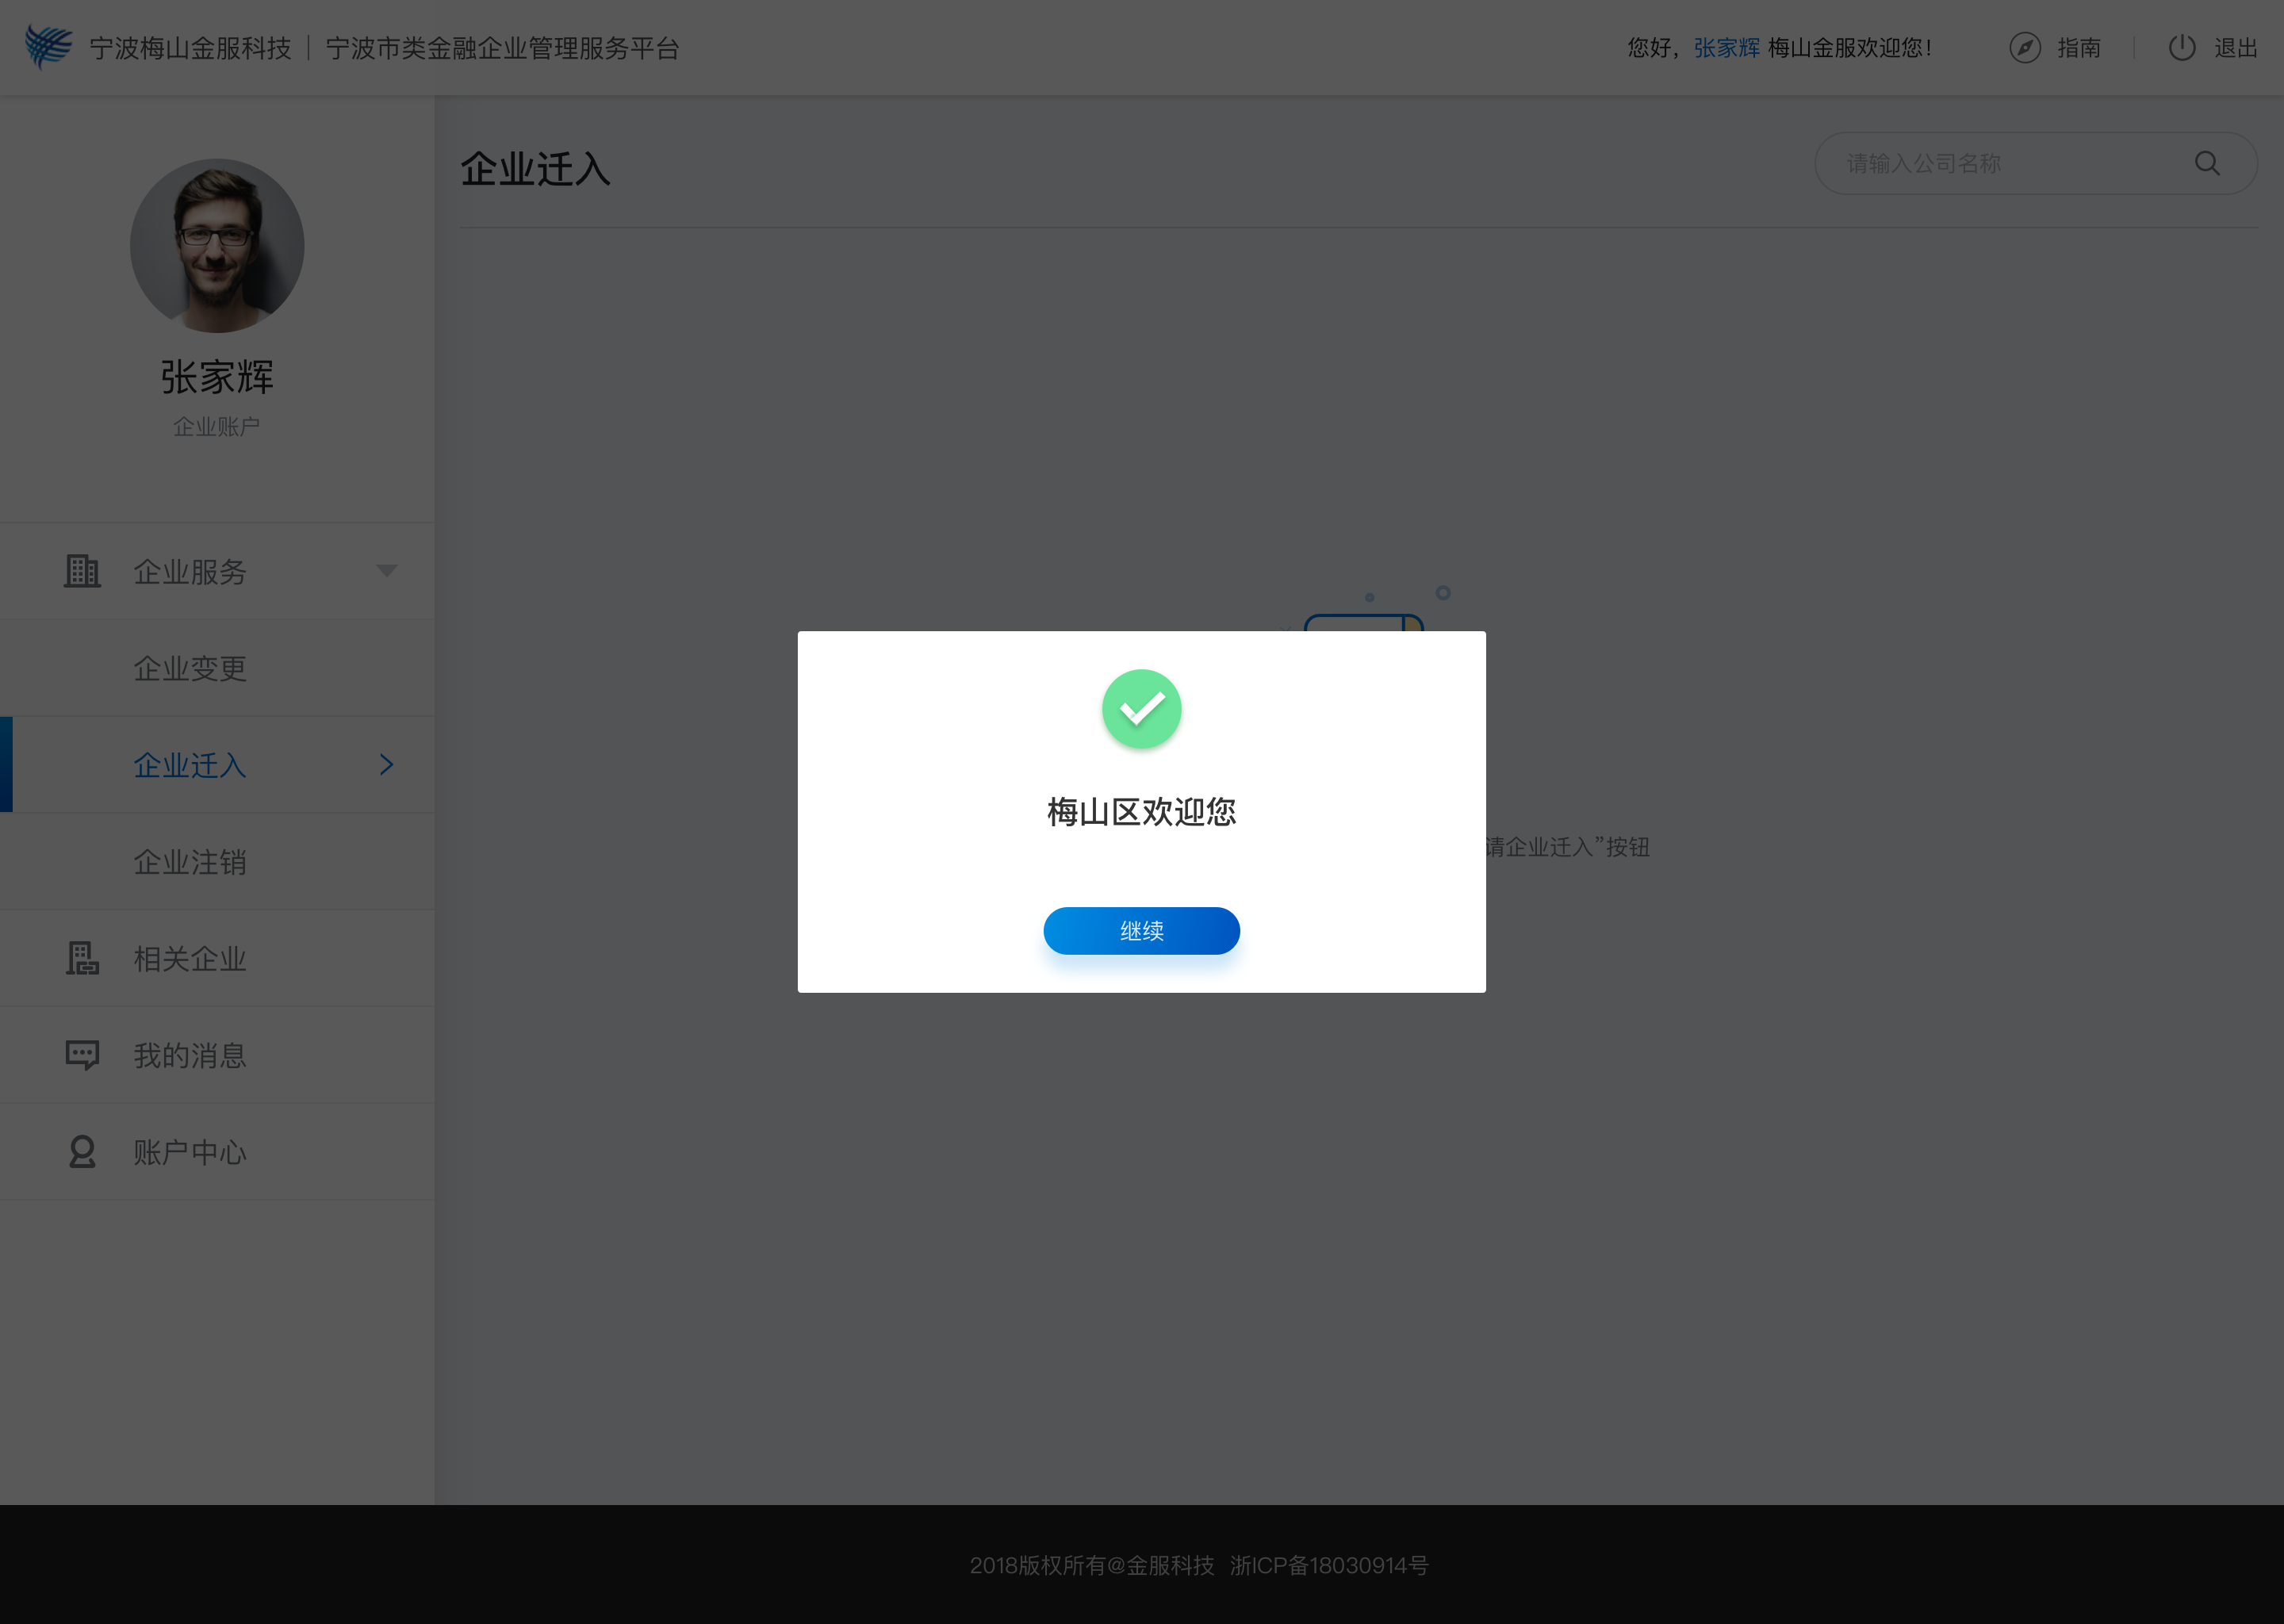 宁波梅山金服科技 | 宁波市类金融企业管理服务平台
您好，张家辉 梅山金服欢迎您！
指南
退出
张家辉
企业账户
企业服务
企业变更
企业迁入
企业注销
相关企业
我的消息
账户中心
企业迁入
请输入公司名称
梅山区欢迎您
继续
请企业迁入”按钮
2018版权所有@金服科技 浙ICP备18030914号